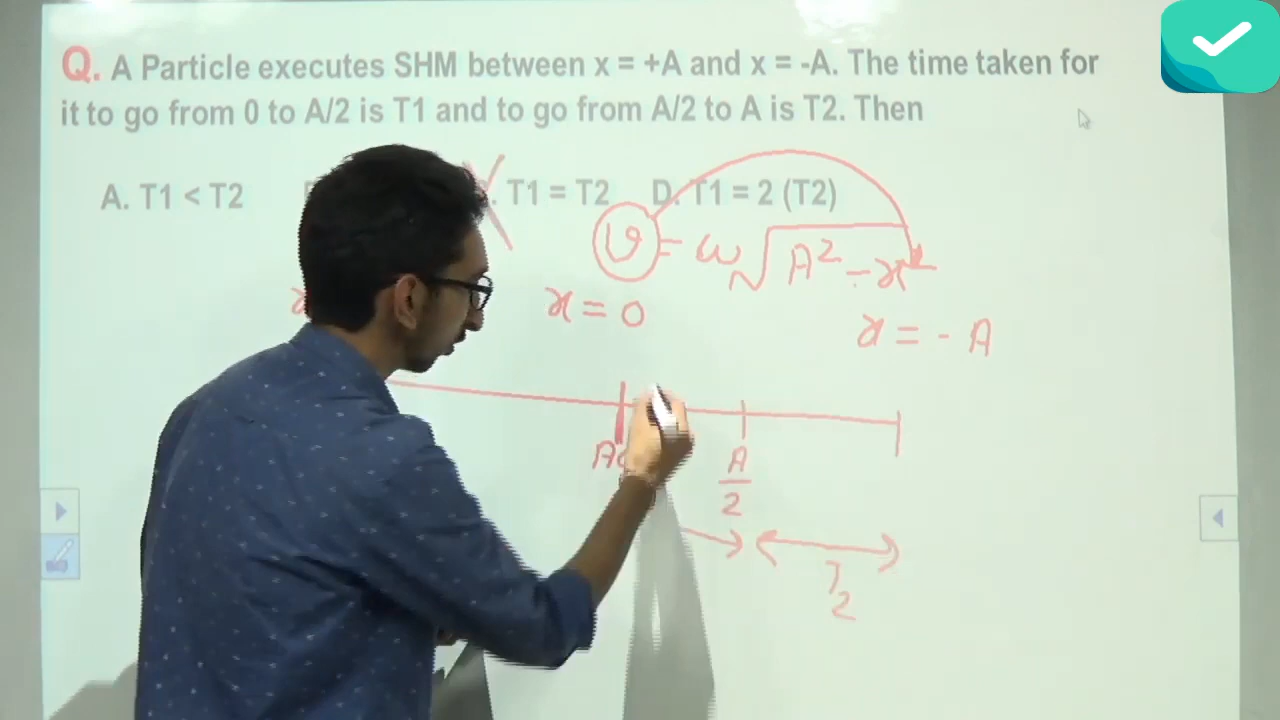 Q. A Particle executes SHM between x = +A and x = -A. The time taken for
it to go from 0 to A/2 is T1 and to go from A/2 to A is T2. Then
A. T1 < T2 T1 = T2 D. T1 = 2 (T2)
v = ω√A² - x²
x = 0
x = - A
A/2
T2